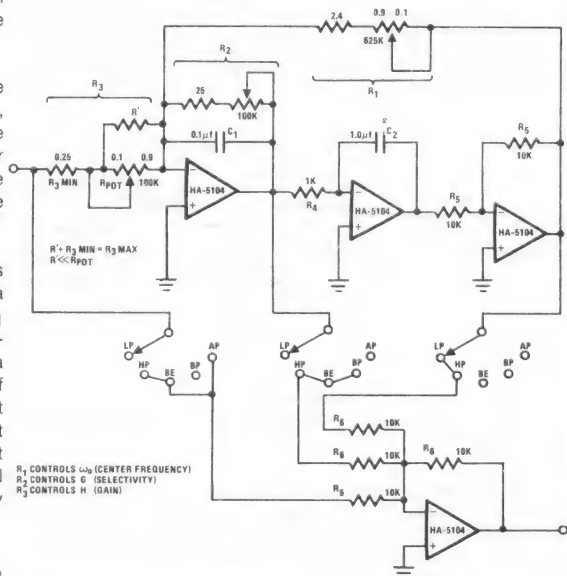 2.4 0.9 0.1
625K
R1
R2
25
100K
R3
R'
0.1μf C1
0.25 0.1 0.9
R3 MIN RPOT 100K
HA-5104
1K
R4
1.0μf C2
HA-5104
R5
10K
R5
10K
HA-5104
R'+ R3 MIN = R3 MAX
R'<<RPOT
LP
HP
BE
BP
AP
LP
HP
BE
BP
AP
LP
HP
BE
BP
AP
R6 10K
R6 10K
R6 10K
R6 10K
HA-5104
R1 CONTROLS ω0 (CENTER FREQUENCY)
R2 CONTROLS G (SELECTIVITY)
R3 CONTROLS H (GAIN)